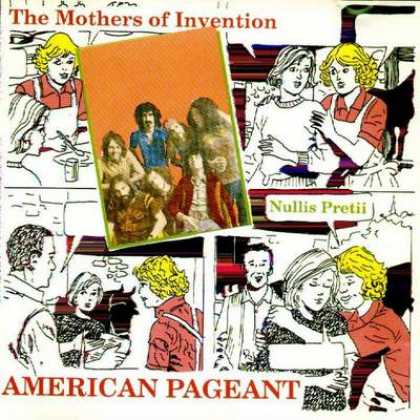 The Mothers of Invention
Nullis Pretii
AMERICAN PAGEANT